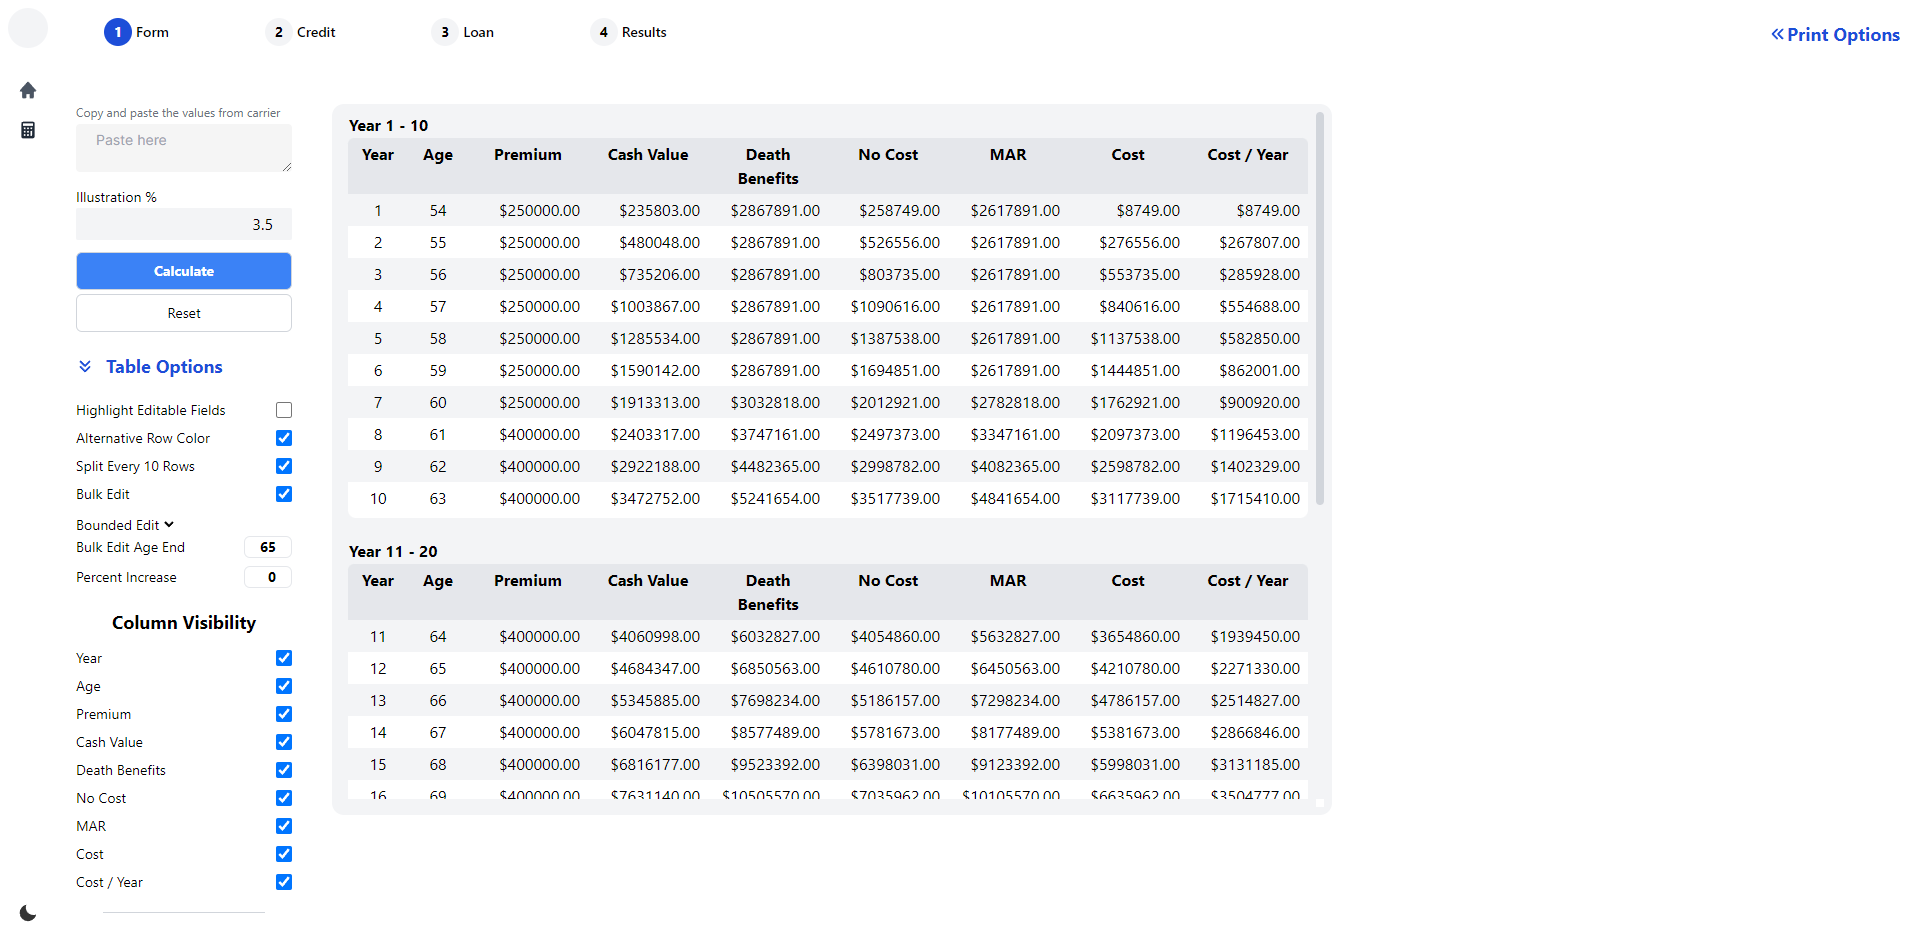 1 Form 2 Credit 3 Loan 4 Results
Print Options
Copy and paste the values from carrier
Paste here
Illustration %
3.5
Calculate
Reset
Table Options
Highlight Editable Fields
Alternative Row Color
Split Every 10 Rows
Bulk Edit
Bounded Edit
Bulk Edit Age End 65
Percent Increase 0
Column Visibility
Year
Age
Premium
Cash Value
Death Benefits
No Cost
MAR
Cost
Cost / Year
Year 1 - 10
Year Age Premium Cash Value Death Benefits No Cost MAR Cost Cost / Year
1 54 $250000.00 $235803.00 $2867891.00 $258749.00 $2617891.00 $8749.00 $8749.00
2 55 $250000.00 $480048.00 $2867891.00 $526556.00 $2617891.00 $276556.00 $267807.00
3 56 $250000.00 $735206.00 $2867891.00 $803735.00 $2617891.00 $553735.00 $285928.00
4 57 $250000.00 $1003867.00 $2867891.00 $1090616.00 $2617891.00 $840616.00 $554688.00
5 58 $250000.00 $1285534.00 $2867891.00 $1387538.00 $2617891.00 $1137538.00 $582850.00
6 59 $250000.00 $1590142.00 $2867891.00 $1694851.00 $2617891.00 $1444851.00 $862001.00
7 60 $250000.00 $1913313.00 $3032818.00 $2012921.00 $2782818.00 $1762921.00 $900920.00
8 61 $400000.00 $2403317.00 $3747161.00 $2497373.00 $3347161.00 $2097373.00 $1196453.00
9 62 $400000.00 $2922188.00 $4482365.00 $2998782.00 $4082365.00 $2598782.00 $1402329.00
10 63 $400000.00 $3472752.00 $5241654.00 $3517739.00 $4841654.00 $3117739.00 $1715410.00
Year 11 - 20
Year Age Premium Cash Value Death Benefits No Cost MAR Cost Cost / Year
11 64 $400000.00 $4060998.00 $6032827.00 $4054860.00 $5632827.00 $3654860.00 $1939450.00
12 65 $400000.00 $4684347.00 $6850563.00 $4610780.00 $6450563.00 $4210780.00 $2271330.00
13 66 $400000.00 $5345885.00 $7698234.00 $5186157.00 $7298234.00 $4786157.00 $2514827.00
14 67 $400000.00 $6047815.00 $8577489.00 $5781673.00 $8177489.00 $5381673.00 $2866846.00
15 68 $400000.00 $6816177.00 $9523392.00 $6398031.00 $9123392.00 $5998031.00 $3131185.00
16 69 $400000.00 $7631140.00 $10505570.00 $7035962.00 $10105570.00 $6635962.00 $3504777.00